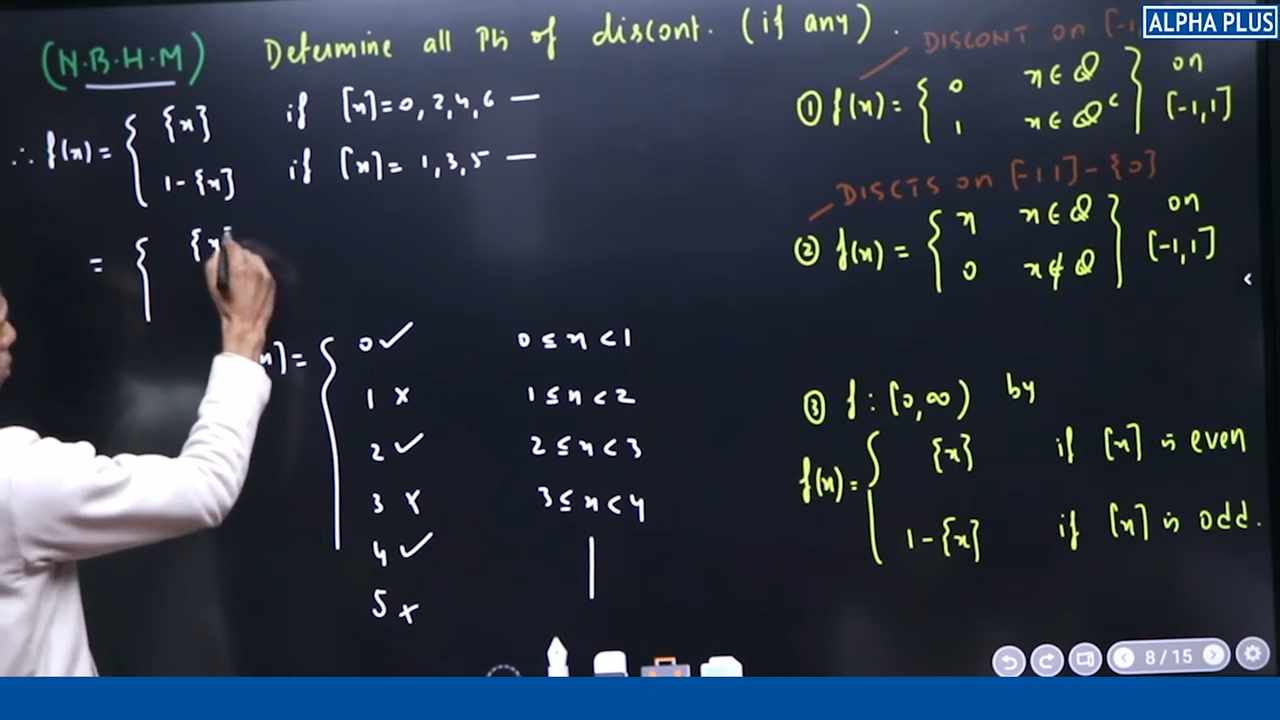 ALPHA PLUS
(N.B.H.M) Determine all Pts of discont. (if any).
∴ f(x) = { {x} if [x] = 0, 2, 4, 6 —
1-{x} if [x] = 1, 3, 5 —
= { {x}
x] = { 0 ✓ 0 ≤ x < 1
1 × 1 ≤ x < 2
2 ✓ 2 ≤ x < 3
3 × 3 ≤ x < 4
4 ✓ |
5 ×
DISCONT on [-1
① f(x) = { 0 x ∈ Q } on
1 x ∈ Q^c } [-1,1]
DISCTS on [-1 1] - {0}
② f(x) = { x x ∈ Q } on
0 x ∉ Q } [-1,1]
③ f : [0,∞) by
f(x) = { {x} if [x] is even
1-{x} if [x] is odd.
8 / 15